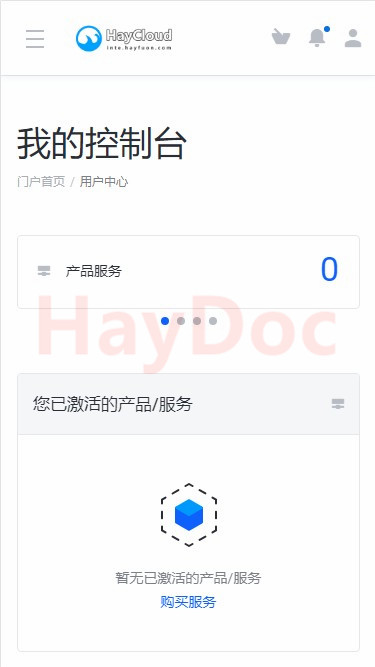 HayCloud
inte.hayfuon.com
我的控制台
门户首页 / 用户中心
产品服务
0
HayDoc
您已激活的产品/服务
暂无已激活的产品/服务
购买服务